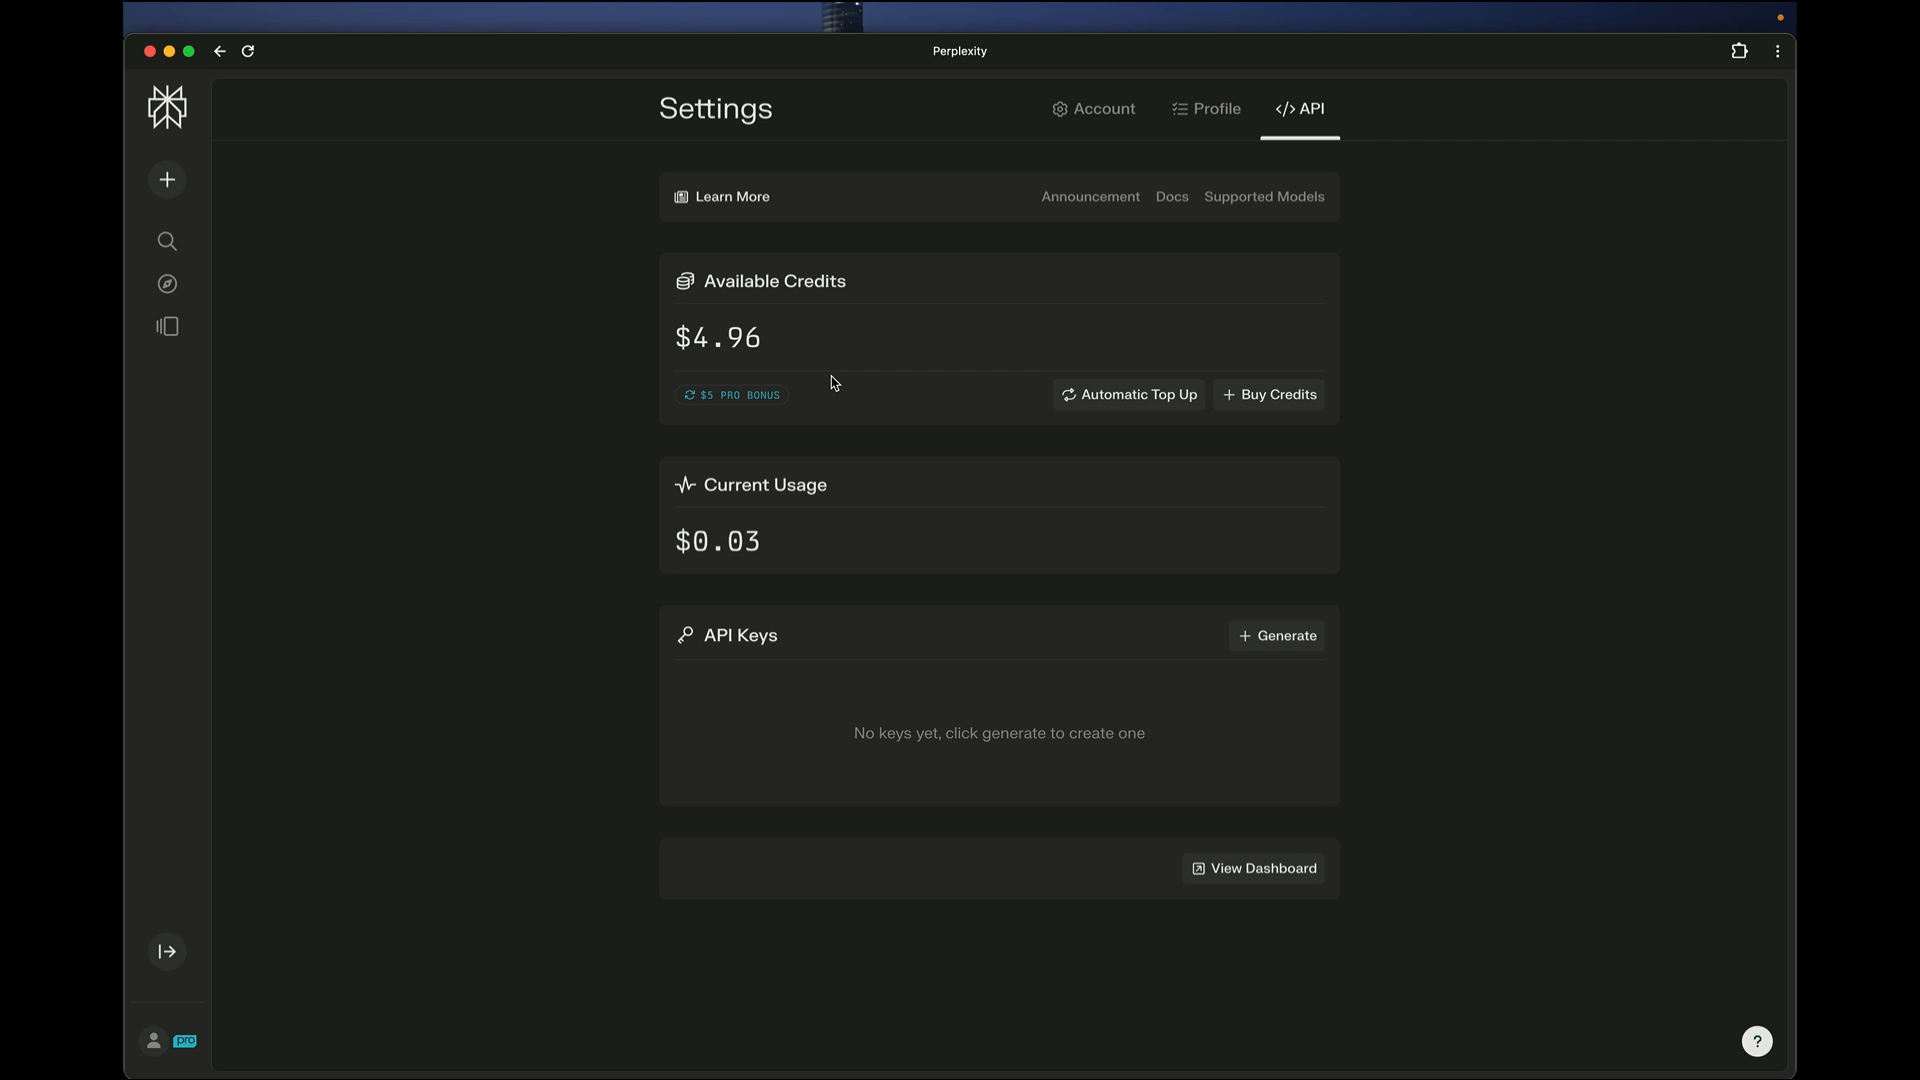 Perplexity
Settings
Account
Profile
</> API
Learn More
Announcement
Docs
Supported Models
Available Credits
$4.96
$5 PRO BONUS
Automatic Top Up
+ Buy Credits
Current Usage
$0.03
API Keys
+ Generate
No keys yet, click generate to create one
View Dashboard
pro
?